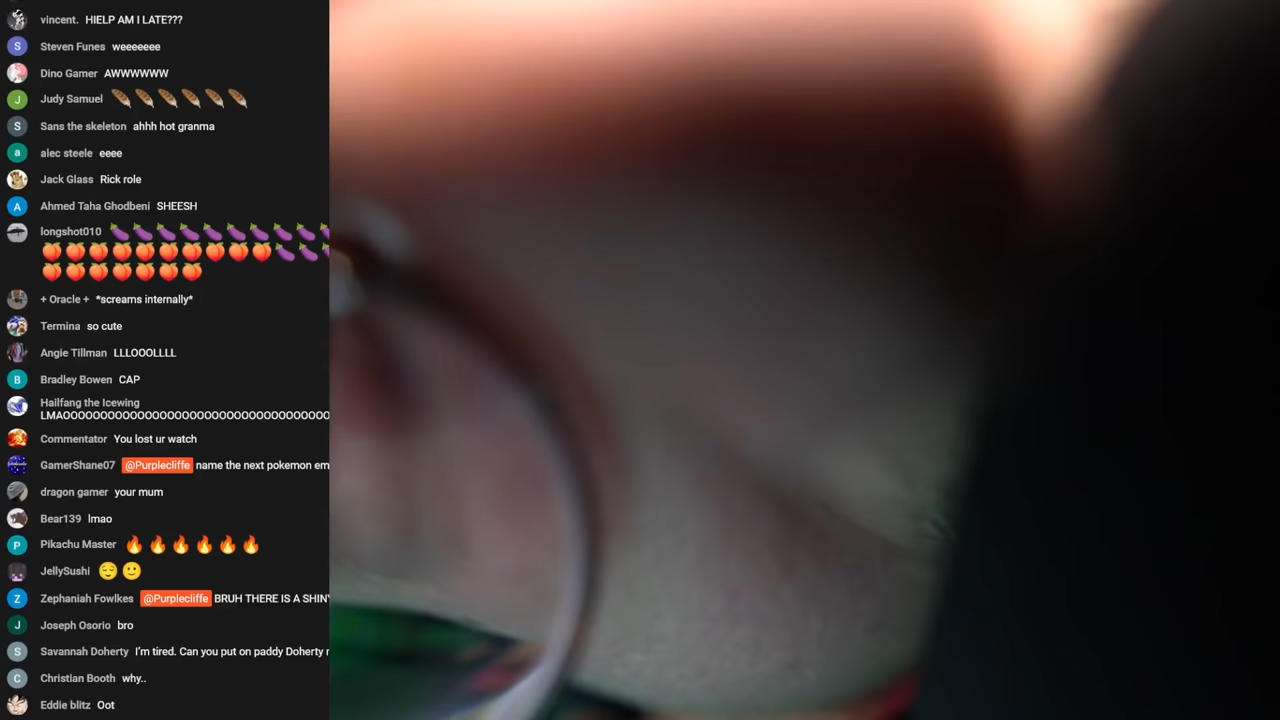 vincent. HIELP AM I LATE???
S Steven Funes weeeeeee
Dino Gamer AWWWWWW
J Judy Samuel 🪶🪶🪶🪶🪶🪶
S Sans the skeleton ahhh hot granma
a alec steele eeee
Jack Glass Rick role
A Ahmed Taha Ghodbeni SHEESH
longshot010 🍆🍆🍆🍆🍆🍆🍆🍆🍆🍆
🍑🍑🍑🍑🍑🍑🍑🍑🍑🍑🍆🍆🍆
🍑🍑🍑🍑🍑🍑🍑
+ Oracle + *screams internally*
Termina so cute
Angie Tillman LLLOOOLLLL
B Bradley Bowen CAP
Hailfang the Icewing
LMAOOOOOOOOOOOOOOOOOOOOOOOOOOOOOOOOOOOO
Commentator You lost ur watch
GamerShane07 @Purplecliffe name the next pokemon em
dragon gamer your mum
Bear139 lmao
P Pikachu Master 🔥🔥🔥🔥🔥🔥
JellySushi 😌🙂
Z Zephaniah Fowlkes @Purplecliffe BRUH THERE IS A SHINY
J Joseph Osorio bro
S Savannah Doherty I'm tired. Can you put on paddy Doherty
C Christian Booth why..
Eddie blitz Oot